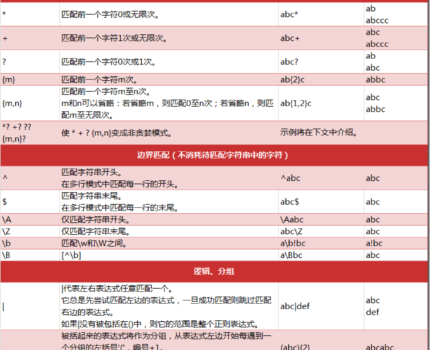 * 匹配前一个字符0或无限次。 abc* ab
abccc
+ 匹配前一个字符1次或无限次。 abc+ abc
abccc
? 匹配前一个字符0次或1次。 abc? ab
abc
{m} 匹配前一个字符m次。 ab{2}c abbc
{m,n} 匹配前一个字符m至n次。
m和n可以省略：若省略m，则匹配0至n次；若省略n，则匹
配m至无限次。 ab{1,2}c abc
abbc
*? +? ??
{m,n}? 使 * + ? {m,n}变成非贪婪模式。 示例将在下文中介绍。
边界匹配（不消耗待匹配字符串中的字符）
^ 匹配字符串开头。
在多行模式中匹配每一行的开头。 ^abc abc
$ 匹配字符串末尾。
在多行模式中匹配每一行的末尾。 abc$ abc
\A 仅匹配字符串开头。 \Aabc abc
\Z 仅匹配字符串末尾。 abc\Z abc
\b 匹配\w和\W之间。 a\b!bc a!bc
\B [^\b] a\Bbc abc
逻辑、分组
| |代表左右表达式任意匹配一个。
它总是先尝试匹配左边的表达式，一旦成功匹配则跳过匹配
右边的表达式。
如果|没有被包括在()中，则它的范围是整个正则表达式。 abc|def abc
def
被括起来的表达式将作为分组，从表达式左边开始每遇到一
个分组的左括号'('，编号+1。 (abc){2} abcabc